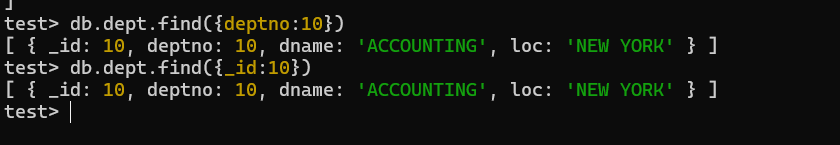 ]
test> db.dept.find({deptno:10})
[ { _id: 10, deptno: 10, dname: 'ACCOUNTING', loc: 'NEW YORK' } ]
test> db.dept.find({_id:10})
[ { _id: 10, deptno: 10, dname: 'ACCOUNTING', loc: 'NEW YORK' } ]
test>